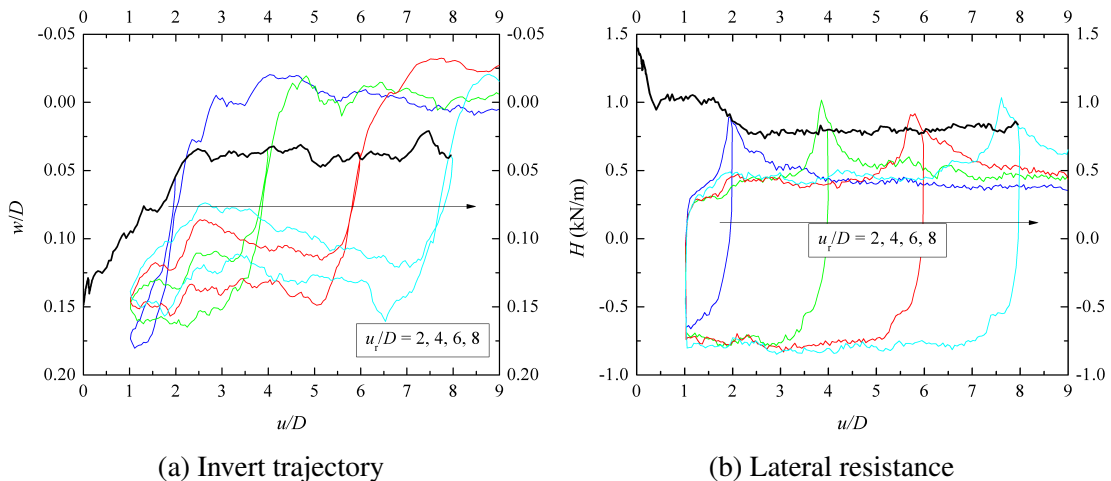 0 1 2 3 4 5 6 7 8 9
-0.05 -0.05
0.00 0.00
0.05 0.05
0.10 0.10
0.15 0.15
0.20 0.20
w/D
u_r/D = 2, 4, 6, 8
0 1 2 3 4 5 6 7 8 9
u/D
(a) Invert trajectory
0 1 2 3 4 5 6 7 8 9
1.5 1.5
1.0 1.0
0.5 0.5
0.0 0.0
-0.5 -0.5
-1.0 -1.0
H (kN/m)
u_r/D = 2, 4, 6, 8
0 1 2 3 4 5 6 7 8 9
u/D
(b) Lateral resistance